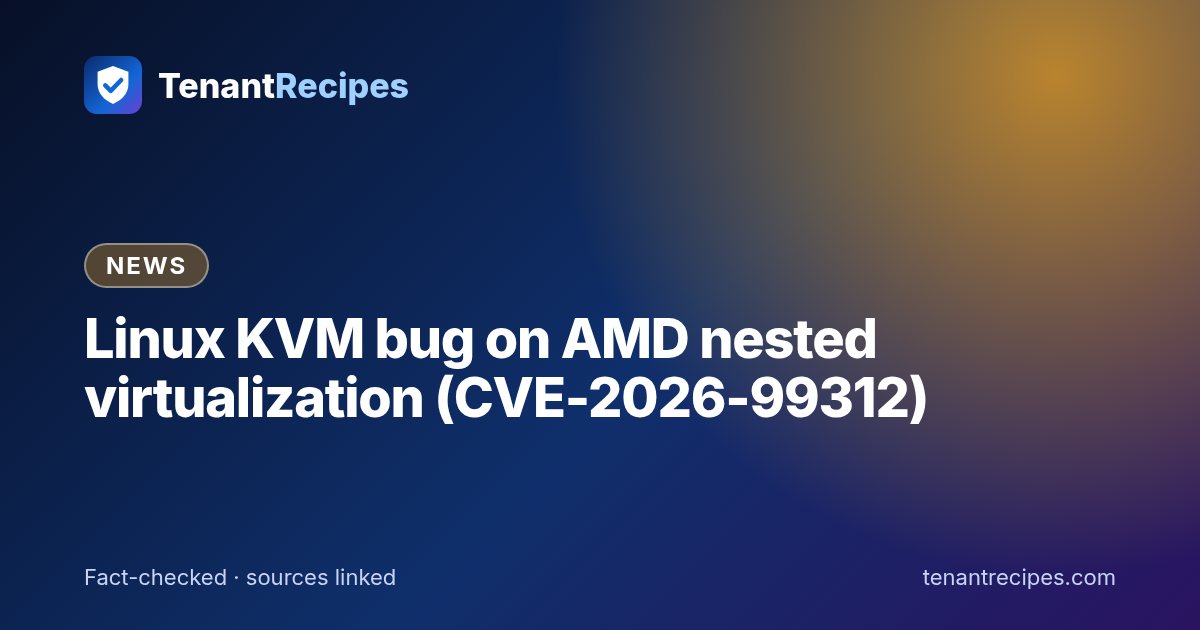 TenantRecipes
NEWS
Linux KVM bug on AMD nested
virtualization (CVE-2026-99312)
Fact-checked · sources linked
tenantrecipes.com